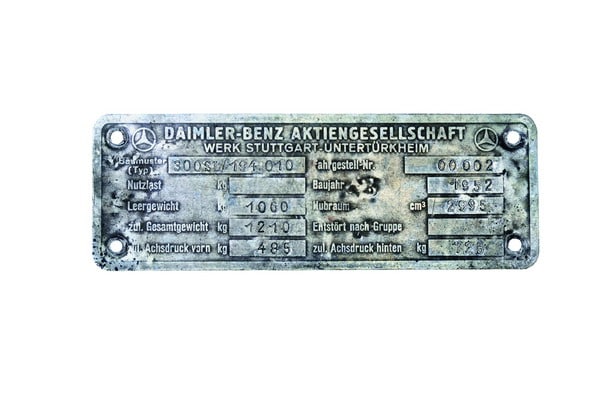 DAIMLER-BENZ AKTIENGESELLSCHAFT
WERK STUTTGART-UNTERTÜRKHEIM
Baumuster (Typ) 300SL/194 010 Fahrgestell-Nr. 00002
Nutzlast kg Baujahr 1952
Leergewicht kg 1060 Hubraum cm³ 2995
zul. Gesamtgewicht kg 1210 Entstört nach Gruppe
zul. Achsdruck vorn kg 485 zul. Achsdruck hinten kg